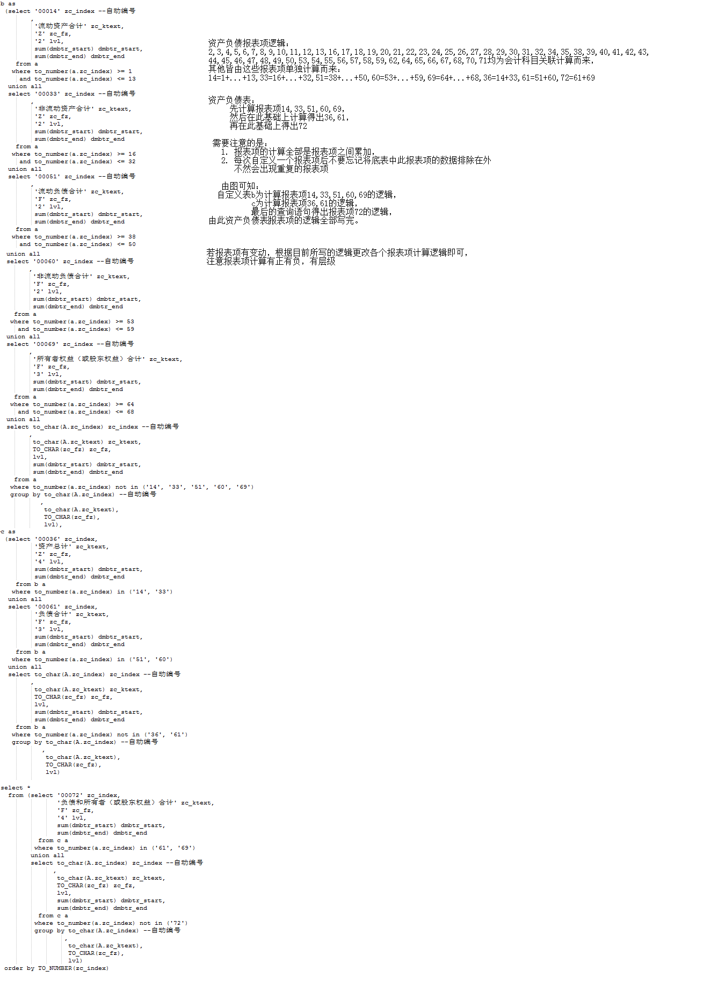 b as
(select '00014' zc_index --自动编号
,
'流动资产合计' zc_ktext,
'Z' zc_fz,
'2' lvl,
sum(dmbtr_start) dmbtr_start,
sum(dmbtr_end) dmbtr_end
from a
where to_number(a.zc_index) >= 1
and to_number(a.zc_index) <= 13
union all
select '00033' zc_index --自动编号
,
'非流动资产合计' zc_ktext,
'Z' zc_fz,
'2' lvl,
sum(dmbtr_start) dmbtr_start,
sum(dmbtr_end) dmbtr_end
from a
where to_number(a.zc_index) >= 16
and to_number(a.zc_index) <= 32
union all
select '00051' zc_index --自动编号
,
'流动负债合计' zc_ktext,
'F' zc_fz,
'2' lvl,
sum(dmbtr_start) dmbtr_start,
sum(dmbtr_end) dmbtr_end
from a
where to_number(a.zc_index) >= 38
and to_number(a.zc_index) <= 50
union all
select '00060' zc_index --自动编号
,
'非流动负债合计' zc_ktext,
'F' zc_fz,
'2' lvl,
sum(dmbtr_start) dmbtr_start,
sum(dmbtr_end) dmbtr_end
from a
where to_number(a.zc_index) >= 53
and to_number(a.zc_index) <= 59
union all
select '00069' zc_index --自动编号
,
'所有者权益（或股东权益）合计' zc_ktext,
'F' zc_fz,
'3' lvl,
sum(dmbtr_start) dmbtr_start,
sum(dmbtr_end) dmbtr_end
from a
where to_number(a.zc_index) >= 64
and to_number(a.zc_index) <= 68
union all
select to_char(A.zc_index) zc_index --自动编号
,
to_char(A.zc_ktext) zc_ktext,
TO_CHAR(zc_fz) zc_fz,
lvl,
sum(dmbtr_start) dmbtr_start,
sum(dmbtr_end) dmbtr_end
from a
where to_number(a.zc_index) not in ('14', '33', '51', '60', '69')
group by to_char(A.zc_index) --自动编号
,
to_char(A.zc_ktext),
TO_CHAR(zc_fz),
lvl),
c as
(select '00036' zc_index,
'资产总计' zc_ktext,
'Z' zc_fz,
'4' lvl,
sum(dmbtr_start) dmbtr_start,
sum(dmbtr_end) dmbtr_end
from b a
where to_number(a.zc_index) in ('14', '33')
union all
select '00061' zc_index,
'负债合计' zc_ktext,
'F' zc_fz,
'3' lvl,
sum(dmbtr_start) dmbtr_start,
sum(dmbtr_end) dmbtr_end
from b a
where to_number(a.zc_index) in ('51', '60')
union all
select to_char(A.zc_index) zc_index --自动编号
,
to_char(A.zc_ktext) zc_ktext,
TO_CHAR(zc_fz) zc_fz,
lvl,
sum(dmbtr_start) dmbtr_start,
sum(dmbtr_end) dmbtr_end
from b a
where to_number(a.zc_index) not in ('36', '61')
group by to_char(A.zc_index) --自动编号
,
to_char(A.zc_ktext),
TO_CHAR(zc_fz),
lvl)
select *
from (select '00072' zc_index,
'负债和所有者（或股东权益）合计' zc_ktext,
'F' zc_fz,
'4' lvl,
sum(dmbtr_start) dmbtr_start,
sum(dmbtr_end) dmbtr_end
from c a
where to_number(a.zc_index) in ('61', '69')
union all
select to_char(A.zc_index) zc_index --自动编号
,
to_char(A.zc_ktext) zc_ktext,
TO_CHAR(zc_fz) zc_fz,
lvl,
sum(dmbtr_start) dmbtr_start,
sum(dmbtr_end) dmbtr_end
from c a
where to_number(a.zc_index) not in ('72')
group by to_char(A.zc_index) --自动编号
,
to_char(A.zc_ktext),
TO_CHAR(zc_fz),
lvl)
order by TO_NUMBER(zc_index)
资产负债报表项逻辑：
2,3,4,5,6,7,8,9,10,11,12,13,16,17,18,19,20,21,22,23,24,25,26,27,28,29,30,31,32,34,35,38,39,40,41,42,43,
44,45,46,47,48,49,50,53,54,55,56,57,58,59,62,64,65,66,67,68,70,71均为会计科目关联计算而来，
其他皆由这些报表项单独计算而来：
14=1+...+13,33=16+...+32,51=38+...+50,60=53+...+59,69=64+...+68,36=14+33,61=51+60,72=61+69
资产负债表：
先计算报表项14,33,51,60,69，
然后在此基础上计算得出36,61，
再在此基础上得出72
需要注意的是：
1. 报表项的计算全部是报表项之间累加，
2. 每次自定义一个报表项后不要忘记将底表中此报表项的数据排除在外
不然会出现重复的报表项
由图可知：
自定义表b为计算报表项14,33,51,60,69的逻辑，
c为计算报表项36,61的逻辑，
最后的查询语句得出报表项72的逻辑，
由此资产负债表报表项的逻辑全部写完。
若报表项有变动，根据目前所写的逻辑更改各个报表项计算逻辑即可，
注意报表项计算有正有负，有层级